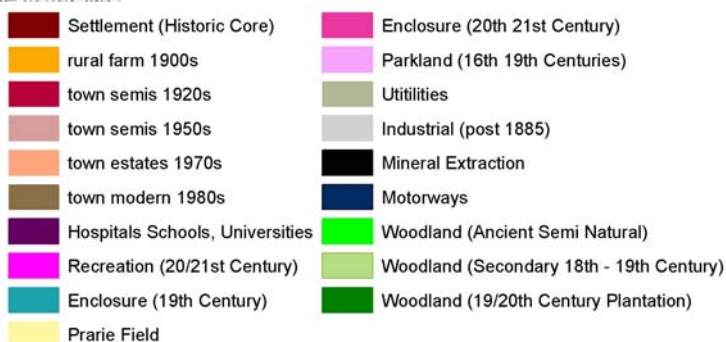 Settlement (Historic Core)
rural farm 1900s
town semis 1920s
town semis 1950s
town estates 1970s
town modern 1980s
Hospitals Schools, Universities
Recreation (20/21st Century)
Enclosure (19th Century)
Prarie Field
Enclosure (20th 21st Century)
Parkland (16th 19th Centuries)
Utitilities
Industrial (post 1885)
Mineral Extraction
Motorways
Woodland (Ancient Semi Natural)
Woodland (Secondary 18th - 19th Century)
Woodland (19/20th Century Plantation)